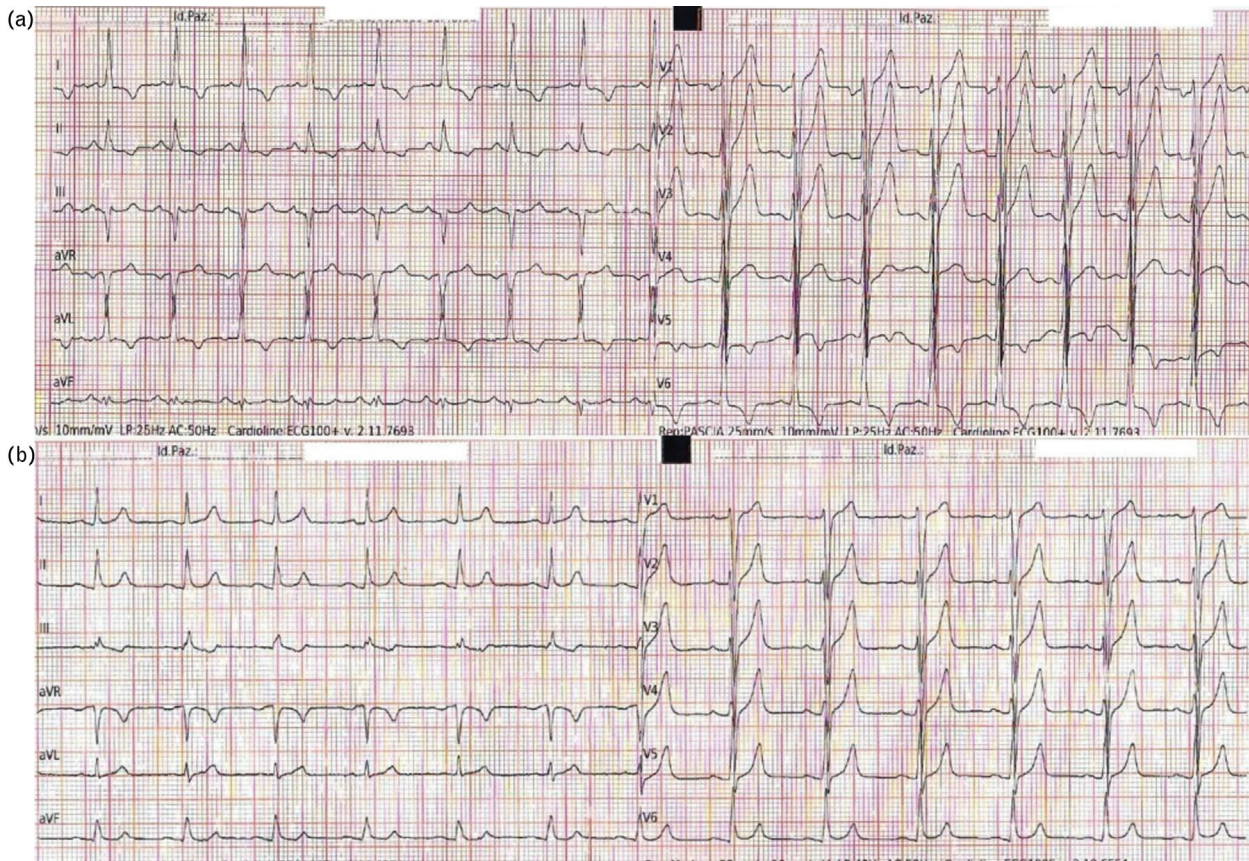 (a)
Id.Paz.:
Id.Paz.:
I
II
III
aVR
aVL
aVF
V1
V2
V3
V4
V5
V6
/s 10mm/mV LP:25Hz AC:50Hz Cardioline ECG100+ v. 2.11.7693
25mm/s 10mm/mV LP:25Hz AC:50Hz Cardioline ECG100+ v. 2.11.7693
(b)
Id.Paz.:
Id.Paz.:
I
II
III
aVR
aVL
aVF
V1
V2
V3
V4
V5
V6